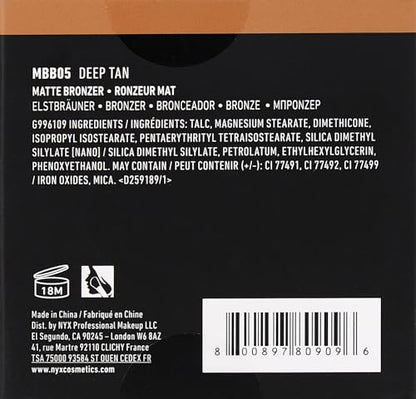 MBB05 DEEP TAN
MATTE BRONZER • RONZEUR MAT
ELSTBRÄUNER • BRONZER • BRONCEADOR • BRONZE • ΜΠΡΟΝΖΕΡ
G996109 INGREDIENTS / INGRÉDIENTS: TALC, MAGNESIUM STEARATE, DIMETHICONE,
ISOPROPYL ISOSTEARATE, PENTAERYTHRITYL TETRAISOSTEARATE, SILICA DIMETHYL
SILYLATE [NANO] / SILICA DIMETHYL SILYLATE, PETROLATUM, ETHYLHEXYLGLYCERIN,
PHENOXYETHANOL. MAY CONTAIN / PEUT CONTENIR (+/-): CI 77491, CI 77492, CI 77499
/ IRON OXIDES, MICA. <D259189/1>
18M
Made in China / Fabriqué en Chine
Dist. by NYX Professional Makeup LLC
El Segundo, CA 90245 – London W6 8AZ
41, rue Martre 92110 CLICHY France
TSA 75000 93584 ST OUEN CEDEX FR
www.nyxcosmetics.com
8 00897 80909 6